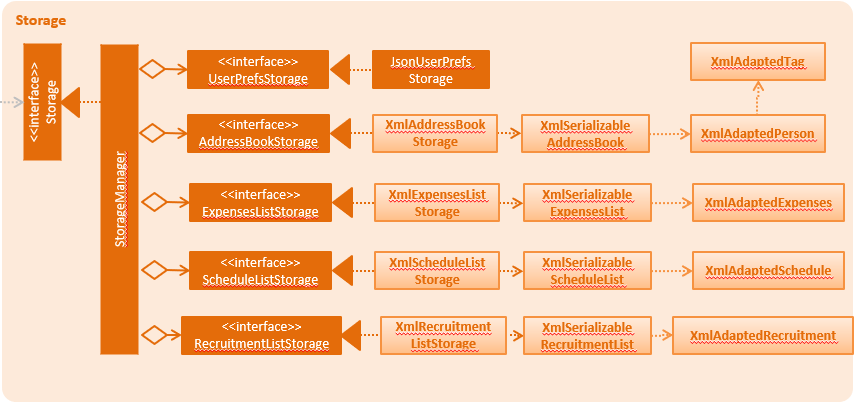 Storage
<<interface>>
Storage
StorageManager
<<interface>>
UserPrefsStorage
JsonUserPrefs
Storage
XmlAdaptedTag
<<interface>>
AddressBookStorage
XmlAddressBook
Storage
XmlSerializable
AddressBook
XmlAdaptedPerson
<<interface>>
ExpensesListStorage
XmlExpensesList
Storage
XmlSerializable
ExpensesList
XmlAdaptedExpenses
<<interface>>
ScheduleListStorage
XmlScheduleList
Storage
XmlSerializable
ScheduleList
XmlAdaptedSchedule
<<interface>>
RecruitmentListStorage
XmlRecruitment
ListStorage
XmlSerializable
RecruitmentList
XmlAdaptedRecruitment